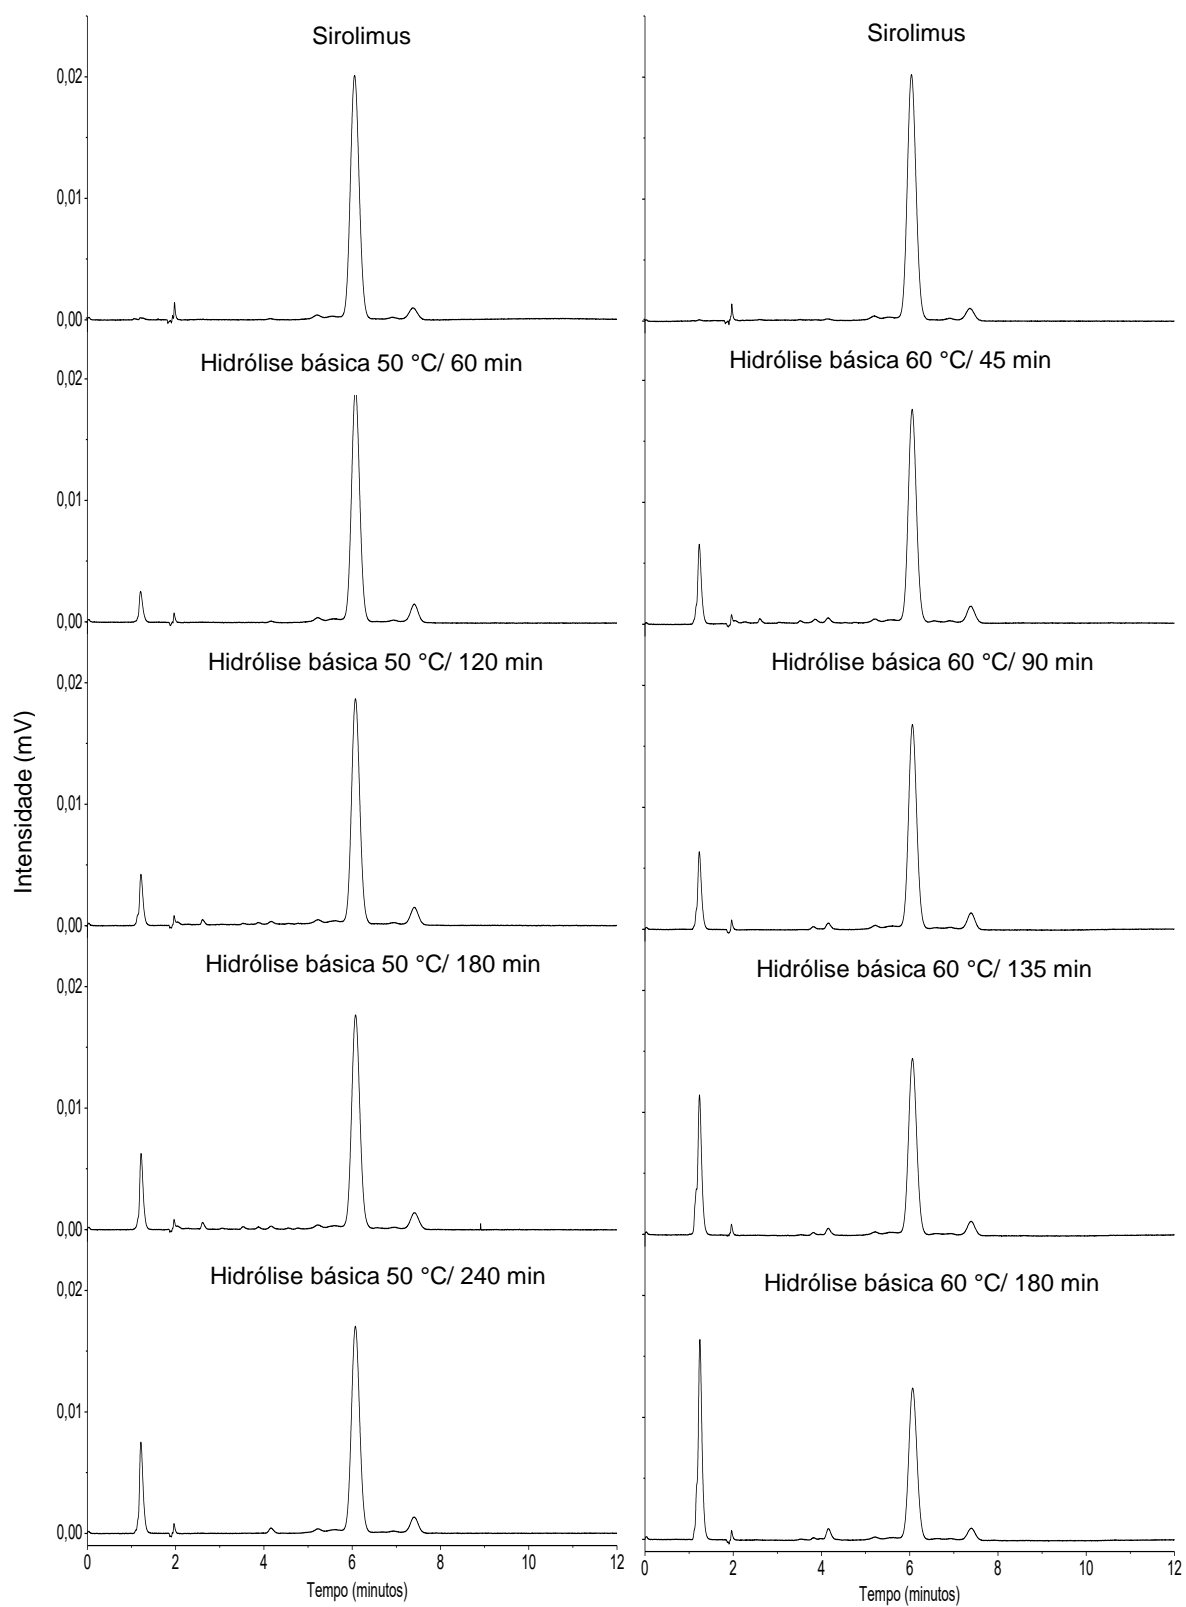 Sirolimus
0,02
0,01
0,00
Hidrólise básica 50 °C/ 60 min
0,02
0,01
0,00
Hidrólise básica 50 °C/ 120 min
0,02
0,01
0,00
Hidrólise básica 50 °C/ 180 min
0,02
0,01
0,00
Hidrólise básica 50 °C/ 240 min
0,02
0,01
0,00
0 2 4 6 8 10 12
Tempo (minutos)
Intensidade (mV)
Sirolimus
Hidrólise básica 60 °C/ 45 min
Hidrólise básica 60 °C/ 90 min
Hidrólise básica 60 °C/ 135 min
Hidrólise básica 60 °C/ 180 min
0 2 4 6 8 10 12
Tempo (minutos)